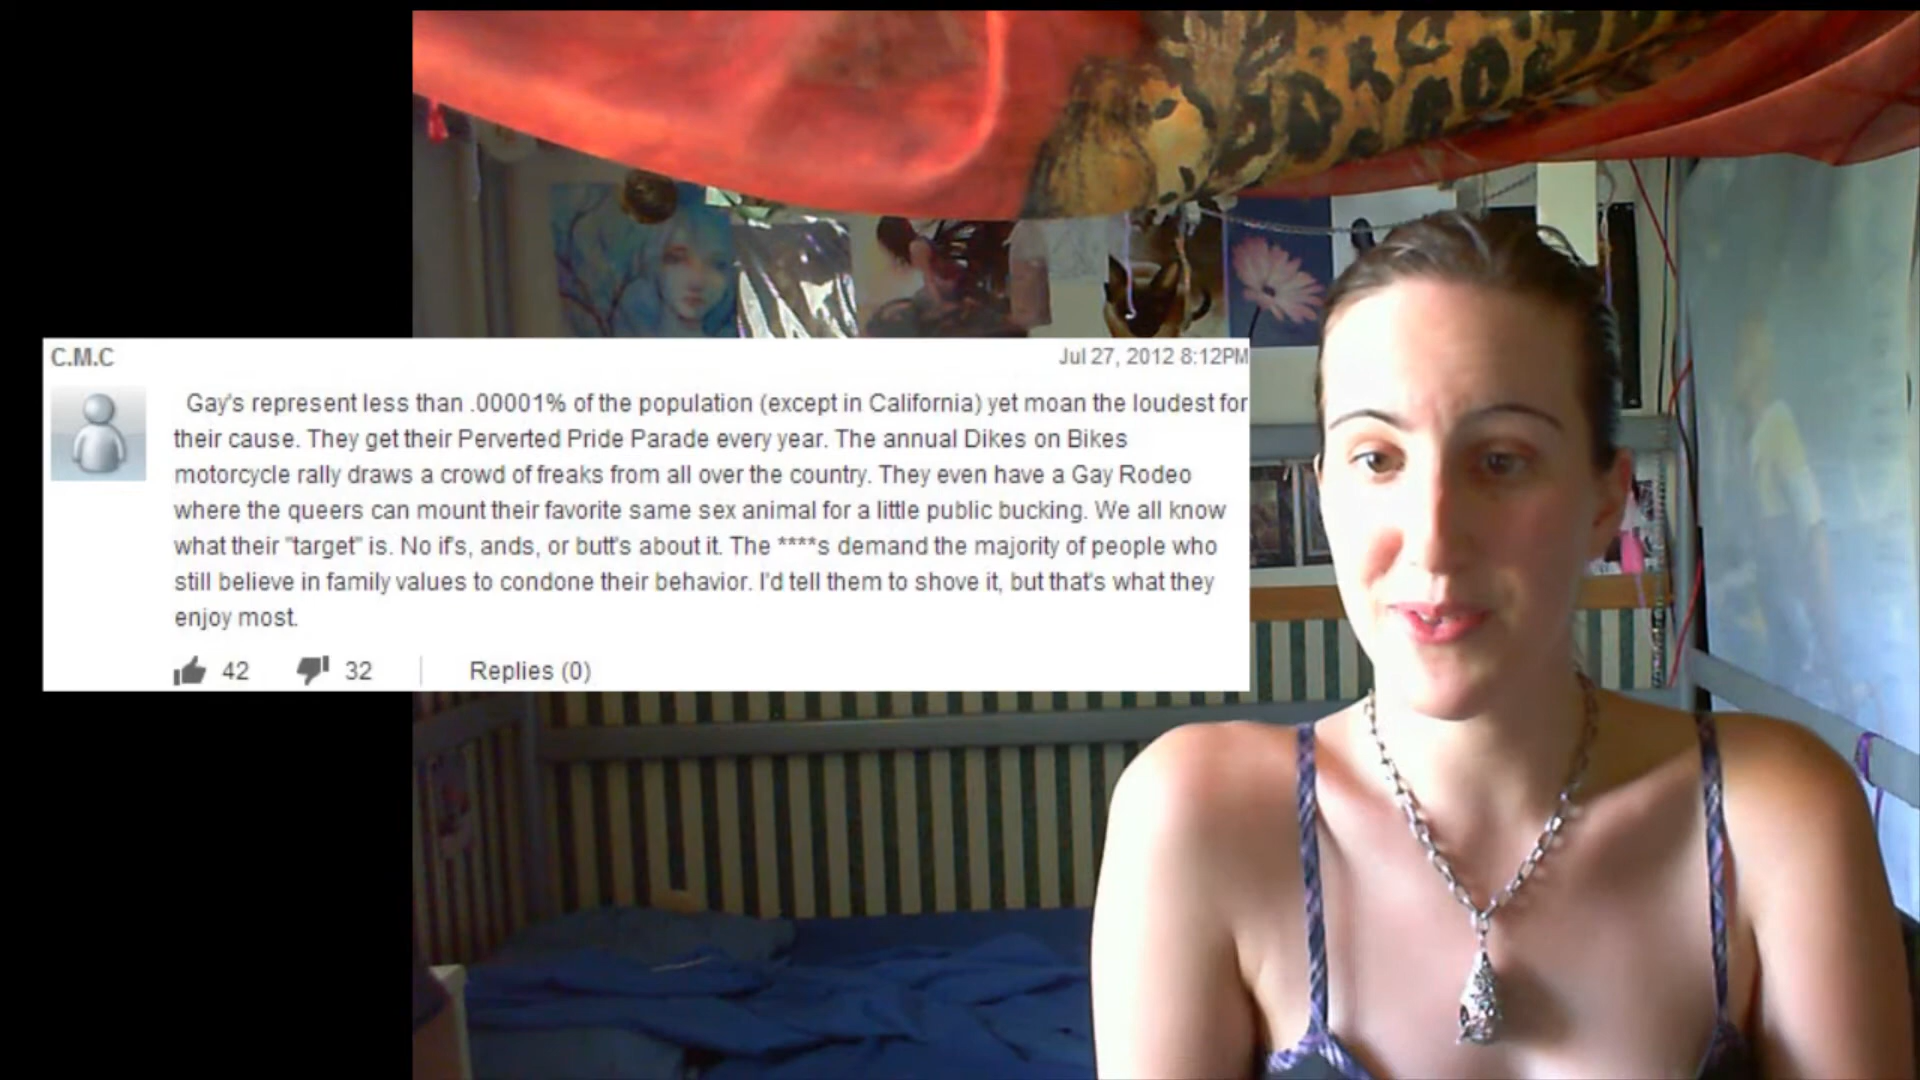 C.M.C
Jul 27, 2012 8:12PM
Gay's represent less than .00001% of the population (except in California) yet moan the loudest for
their cause. They get their Perverted Pride Parade every year. The annual Dikes on Bikes
motorcycle rally draws a crowd of freaks from all over the country. They even have a Gay Rodeo
where the queers can mount their favorite same sex animal for a little public bucking. We all know
what their "target" is. No if's, ands, or butt's about it. The ****s demand the majority of people who
still believe in family values to condone their behavior. I'd tell them to shove it, but that's what they
enjoy most.
42 32 Replies (0)